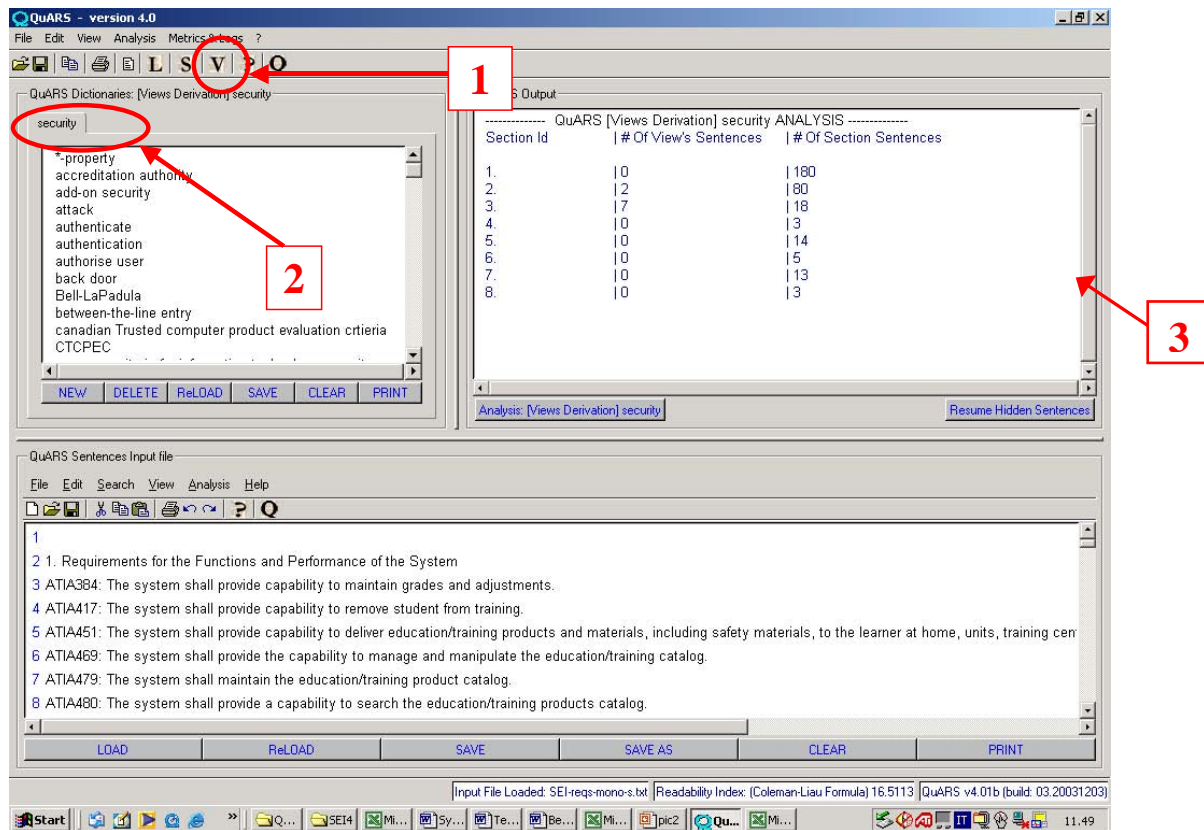 QuARS - version 4.0
File Edit View Analysis Metrics & Logs ?
L S V ? Q
1
QuARS Dictionaries: [Views Derivation] security
security
*-property
accreditation authority
add-on security
attack
authenticate
authentication
authorise user
back door
Bell-LaPadula
between-the-line entry
canadian Trusted computer product evaluation crtieria
CTCPEC
NEW DELETE ReLOAD SAVE CLEAR PRINT
2
Output
-------------- QuARS [Views Derivation] security ANALYSIS -------------
Section Id | # Of View's Sentences | # Of Section Sentences
1. | 0 | 180
2. | 2 | 80
3. | 7 | 18
4. | 0 | 3
5. | 0 | 14
6. | 0 | 5
7. | 0 | 13
8. | 0 | 3
Analysis: [Views Derivation] security Resume Hidden Sentences
3
QuARS Sentences Input file
File Edit Search View Analysis Help
? Q
1
2 1. Requirements for the Functions and Performance of the System
3 ATIA384: The system shall provide capability to maintain grades and adjustments.
4 ATIA417: The system shall provide capability to remove student from training.
5 ATIA451: The system shall provide capability to deliver education/training products and materials, including safety materials, to the learner at home, units, training cen
6 ATIA469: The system shall provide the capability to manage and manipulate the education/training catalog.
7 ATIA479: The system shall maintain the education/training product catalog.
8 ATIA480: The system shall provide a capability to search the education/training products catalog.
LOAD ReLOAD SAVE SAVE AS CLEAR PRINT
Input File Loaded: SEI-reqs-mono-s.txt Readability Index: (Coleman-Liau Formula) 16.5113 QuARS v4.01b (build: 03.20031203)
Start » Q... SEI4 Mi... Sy... Te... Be... Mi... pic2 Qu... Mi... IT 11.49